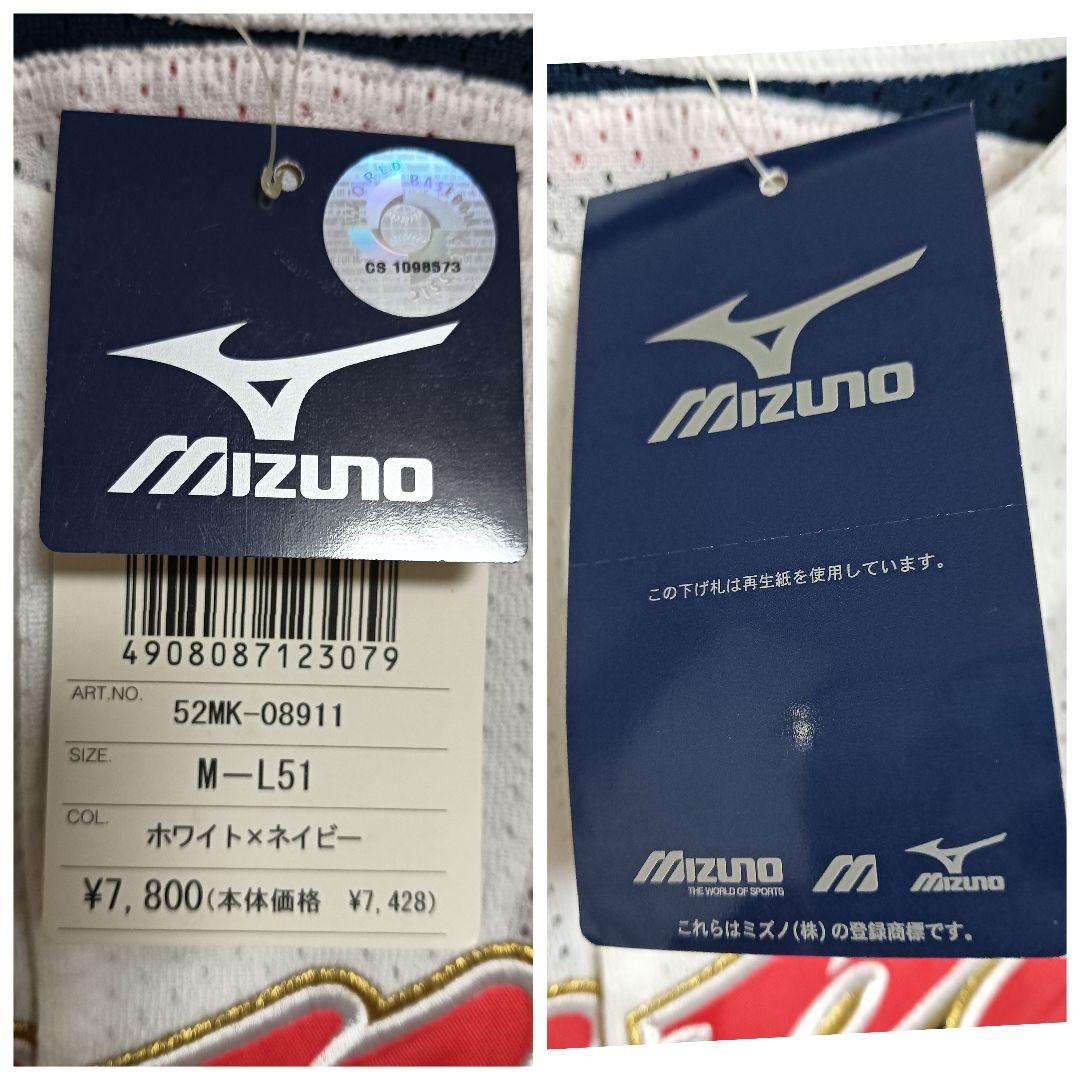 WORLD BASEBALL CLASSIC
CS 1098573
MIZUNO
4908087123079
ART.NO. 52MK-08911
SIZE. M-L51
COL. ホワイト×ネイビー
¥7,800(本体価格 ¥7,428)
MIZUNO
この下げ札は再生紙を使用しています。
MIZUNO MIZUNO
THE WORLD OF SPORTS
これらはミズノ(株)の登録商標です。